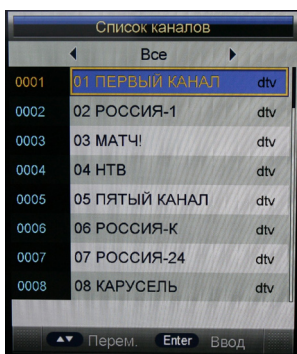 Список каналов
Все
0001 01 ПЕРВЫЙ КАНАЛ dtv
0002 02 РОССИЯ-1 dtv
0003 03 МАТЧ! dtv
0004 04 НТВ dtv
0005 05 ПЯТЫЙ КАНАЛ dtv
0006 06 РОССИЯ-К dtv
0007 07 РОССИЯ-24 dtv
0008 08 КАРУСЕЛЬ dtv
Перем. Enter Ввод